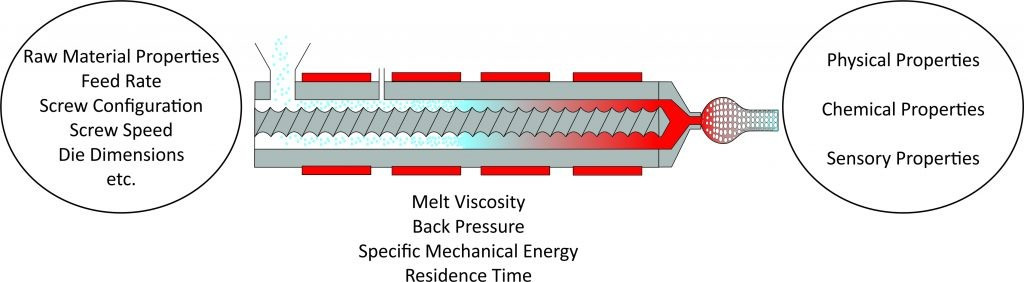 Raw Material Properties
Feed Rate
Screw Configuration
Screw Speed
Die Dimensions
etc.
Melt Viscosity
Back Pressure
Specific Mechanical Energy
Residence Time
Physical Properties
Chemical Properties
Sensory Properties